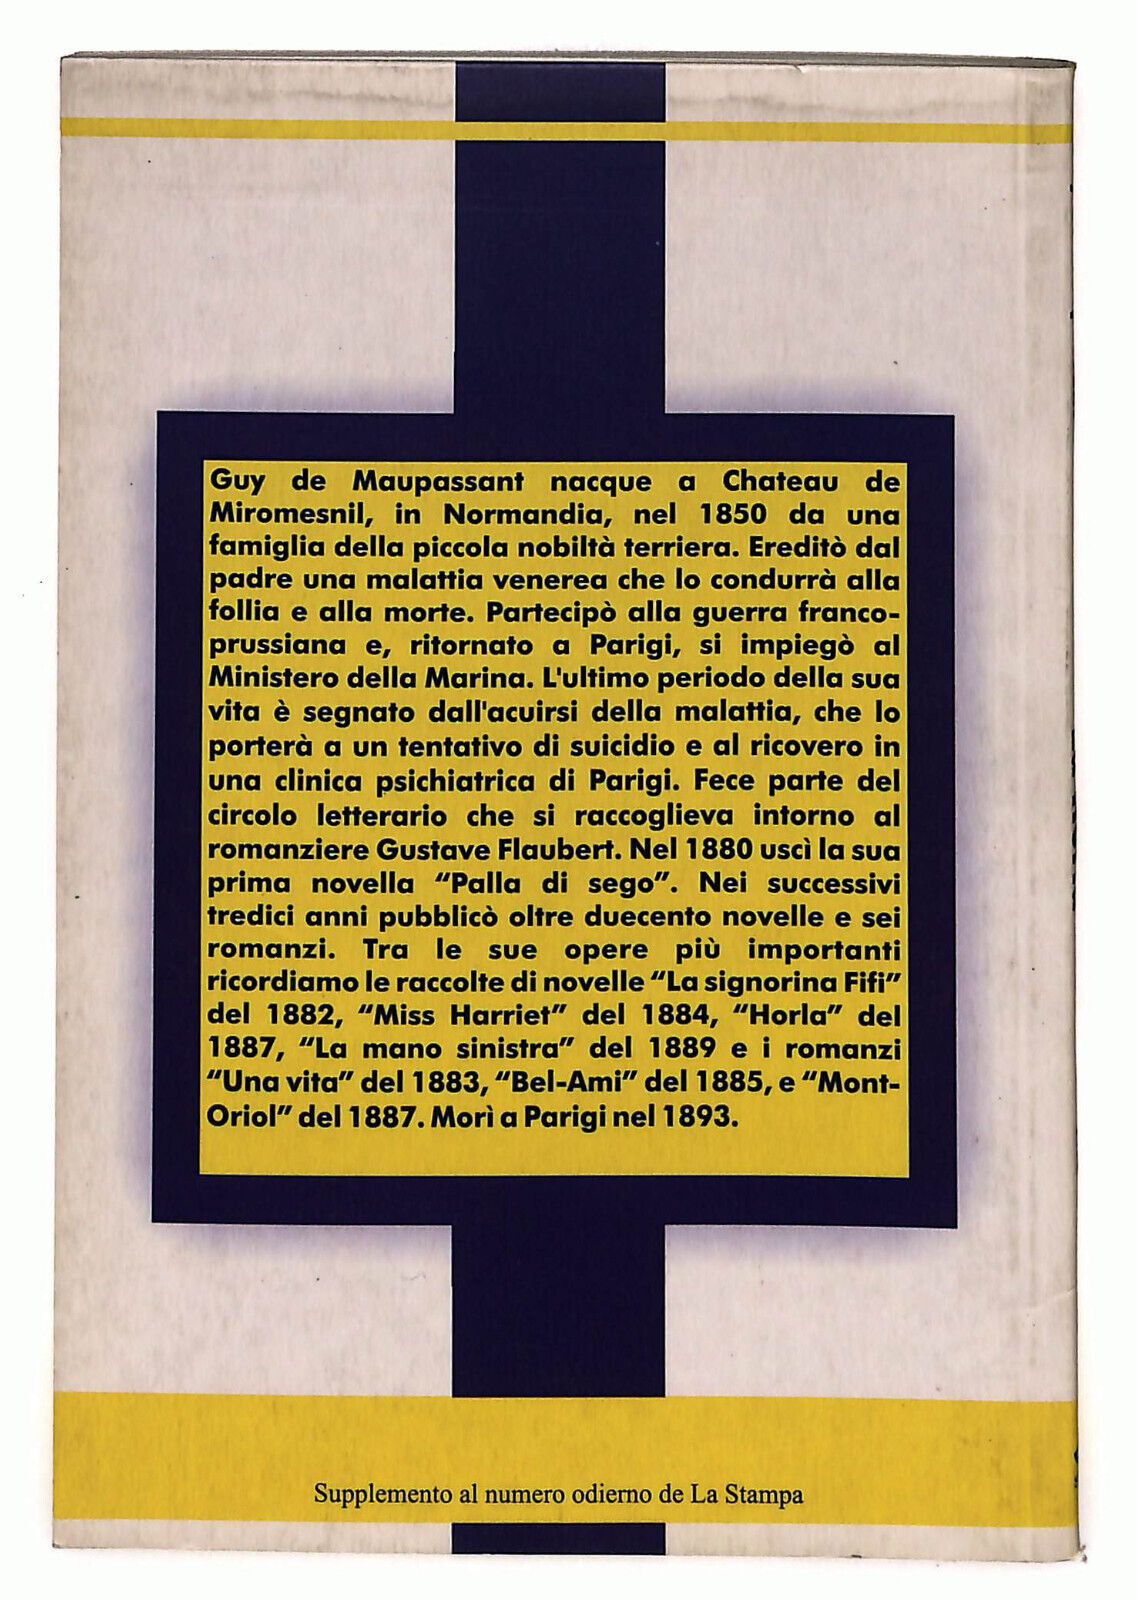 Guy de Maupassant nacque a Chateau de
Miromesnil, in Normandia, nel 1850 da una
famiglia della piccola nobiltà terriera. Ereditò dal
padre una malattia venerea che lo condurrà alla
follia e alla morte. Partecipò alla guerra franco-
prussiana e, ritornato a Parigi, si impiegò al
Ministero della Marina. L'ultimo periodo della sua
vita è segnato dall'acuirsi della malattia, che lo
porterà a un tentativo di suicidio e al ricovero in
una clinica psichiatrica di Parigi. Fece parte del
circolo letterario che si raccoglieva intorno al
romanziere Gustave Flaubert. Nel 1880 uscì la sua
prima novella “Palla di sego”. Nei successivi
tredici anni pubblicò oltre duecento novelle e sei
romanzi. Tra le sue opere più importanti
ricordiamo le raccolte di novelle “La signorina Fifi”
del 1882, “Miss Harriet” del 1884, “Horla” del
1887, “La mano sinistra” del 1889 e i romanzi
“Una vita” del 1883, “Bel-Ami” del 1885, e “Mont-
Oriol” del 1887. Morì a Parigi nel 1893.
Supplemento al numero odierno de La Stampa